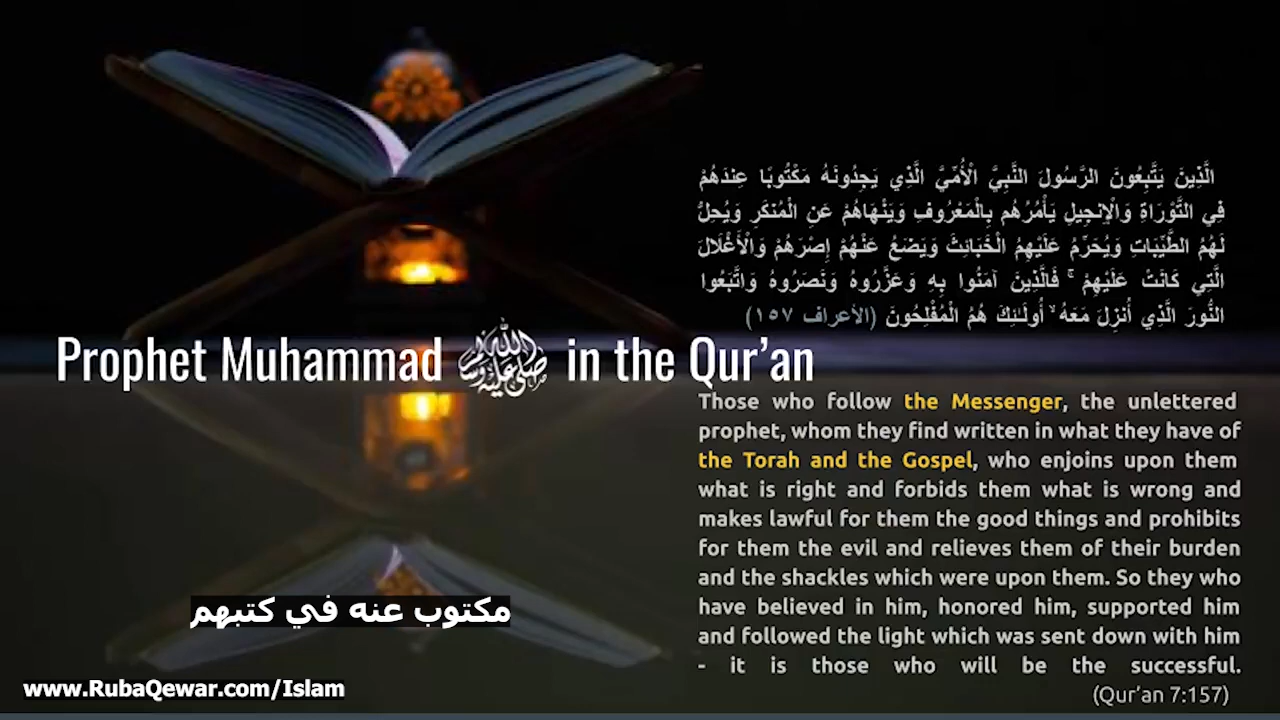 الَّذِينَ يَتَّبِعُونَ الرَّسُولَ النَّبِيَّ الْأُمِّيَّ الَّذِي يَجِدُونَهُ مَكْتُوبًا عِندَهُمْ
فِي التَّوْرَاةِ وَالْإِنجِيلِ يَأْمُرُهُم بِالْمَعْرُوفِ وَيَنْهَاهُمْ عَنِ الْمُنكَرِ وَيُحِلُّ
لَهُمُ الطَّيِّبَاتِ وَيُحَرِّمُ عَلَيْهِمُ الْخَبَائِثَ وَيَضَعُ عَنْهُمْ إِصْرَهُمْ وَالْأَغْلَالَ
الَّتِي كَانَتْ عَلَيْهِمْ ۚ فَالَّذِينَ آمَنُوا بِهِ وَعَزَّرُوهُ وَنَصَرُوهُ وَاتَّبَعُوا
النُّورَ الَّذِي أُنزِلَ مَعَهُ ۙ أُولَـٰئِكَ هُمُ الْمُفْلِحُونَ (الأعراف ١٥٧)
Prophet Muhammad ﷺ in the Qur’an
Those who follow the Messenger, the unlettered
prophet, whom they find written in what they have of
the Torah and the Gospel, who enjoins upon them
what is right and forbids them what is wrong and
makes lawful for them the good things and prohibits
for them the evil and relieves them of their burden
and the shackles which were upon them. So they who
have believed in him, honored him, supported him
and followed the light which was sent down with him
- it is those who will be the successful.
(Qur’an 7:157)
مكتوب عنه في كتبهم
www.RubaQewar.com/Islam